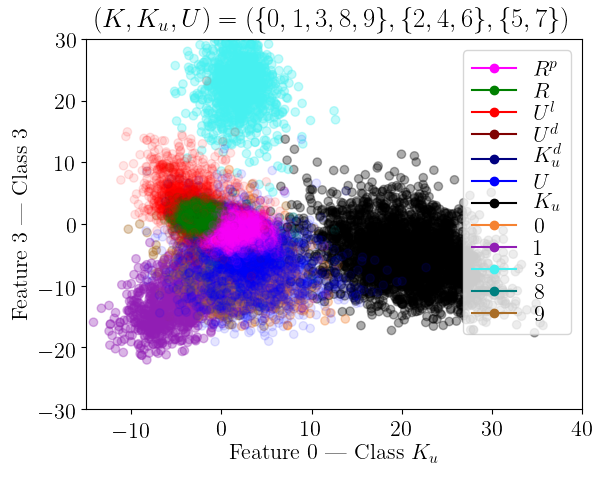 (K, K_u, U) = ({0, 1, 3, 8, 9}, {2, 4, 6}, {5, 7})
30
20
10
0
−10
−20
−30
Feature 3 — Class 3
R^p
R
U^l
U^d
K_u^d
U
K_u
0
1
3
8
9
−10
0
10
20
30
40
Feature 0 — Class K_u